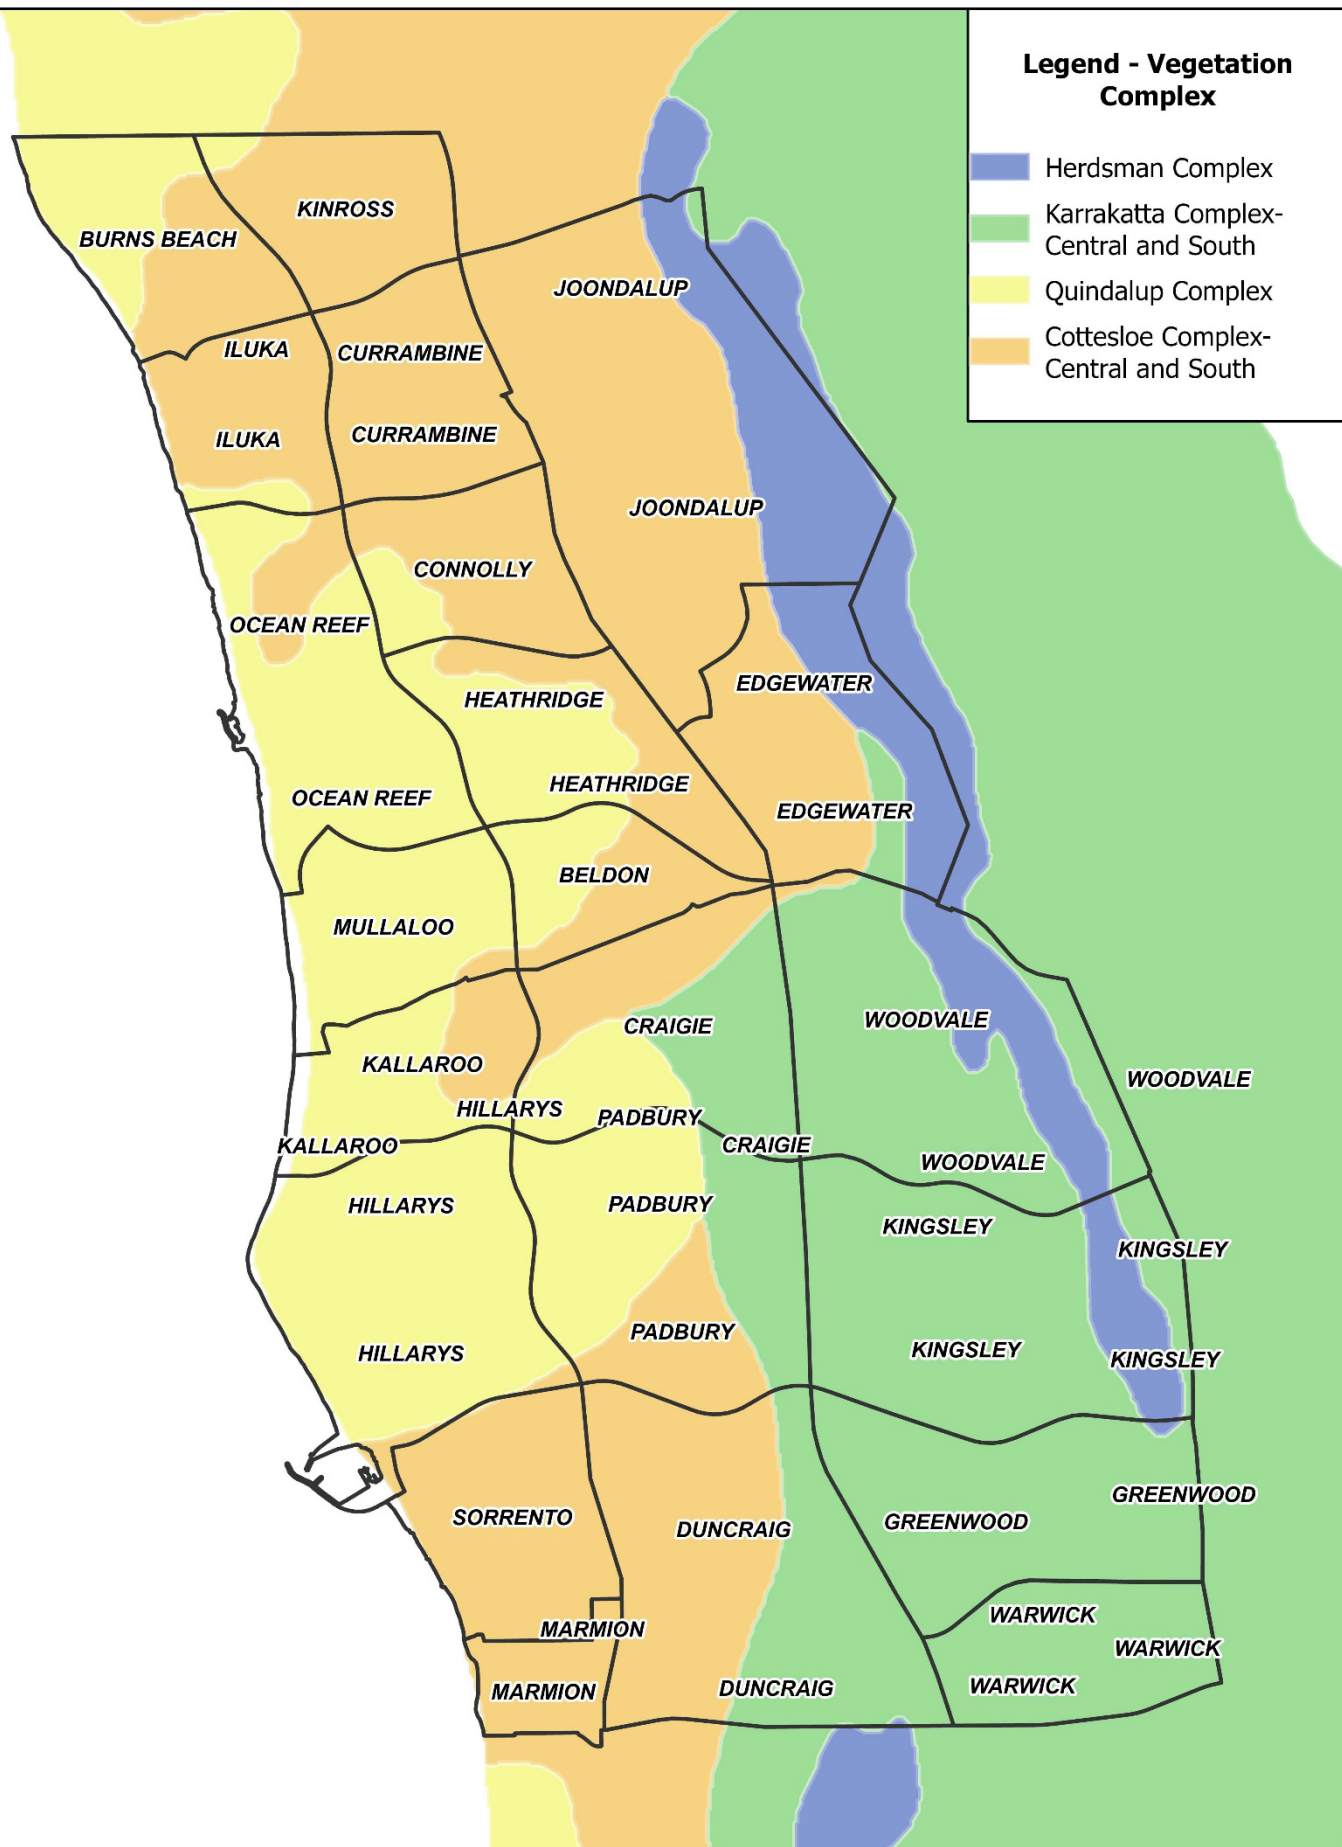 Legend - Vegetation
Complex
Herdsman Complex
Karrakatta Complex-
Central and South
Quindalup Complex
Cottesloe Complex-
Central and South
KINROSS
BURNS BEACH
JOONDALUP
ILUKA
CURRAMBINE
CURRAMBINE
ILUKA
JOONDALUP
CONNOLLY
OCEAN REEF
EDGEWATER
HEATHRIDGE
HEATHRIDGE
OCEAN REEF
EDGEWATER
BELDON
MULLALOO
WOODVALE
CRAIGIE
KALLAROO
WOODVALE
HILLARYS
PADBURY
KALLAROO
CRAIGIE
WOODVALE
HILLARYS
PADBURY
KINGSLEY
KINGSLEY
PADBURY
HILLARYS
KINGSLEY
KINGSLEY
GREENWOOD
SORRENTO
DUNCRAIG
GREENWOOD
WARWICK
MARMION
WARWICK
MARMION
DUNCRAIG
WARWICK